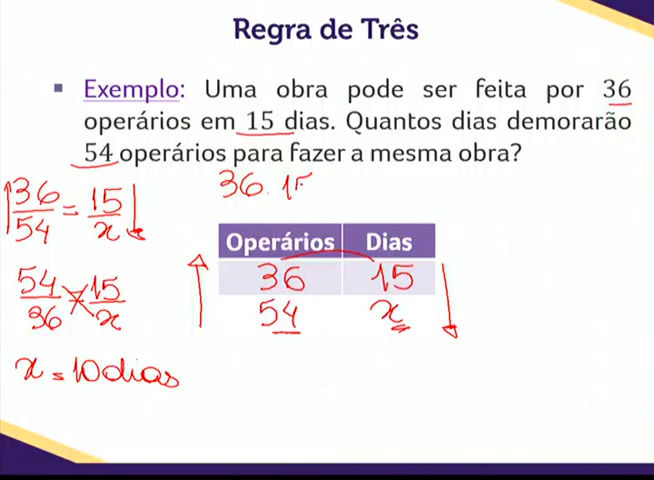 Regra de Três
▪ Exemplo: Uma obra pode ser feita por 36
operários em 15 dias. Quantos dias demorarão
54 operários para fazer a mesma obra?
36/54 = 15/x
36 . 15
Operários Dias
36 15
54 x
54/36 = 15/x
x = 10 dias